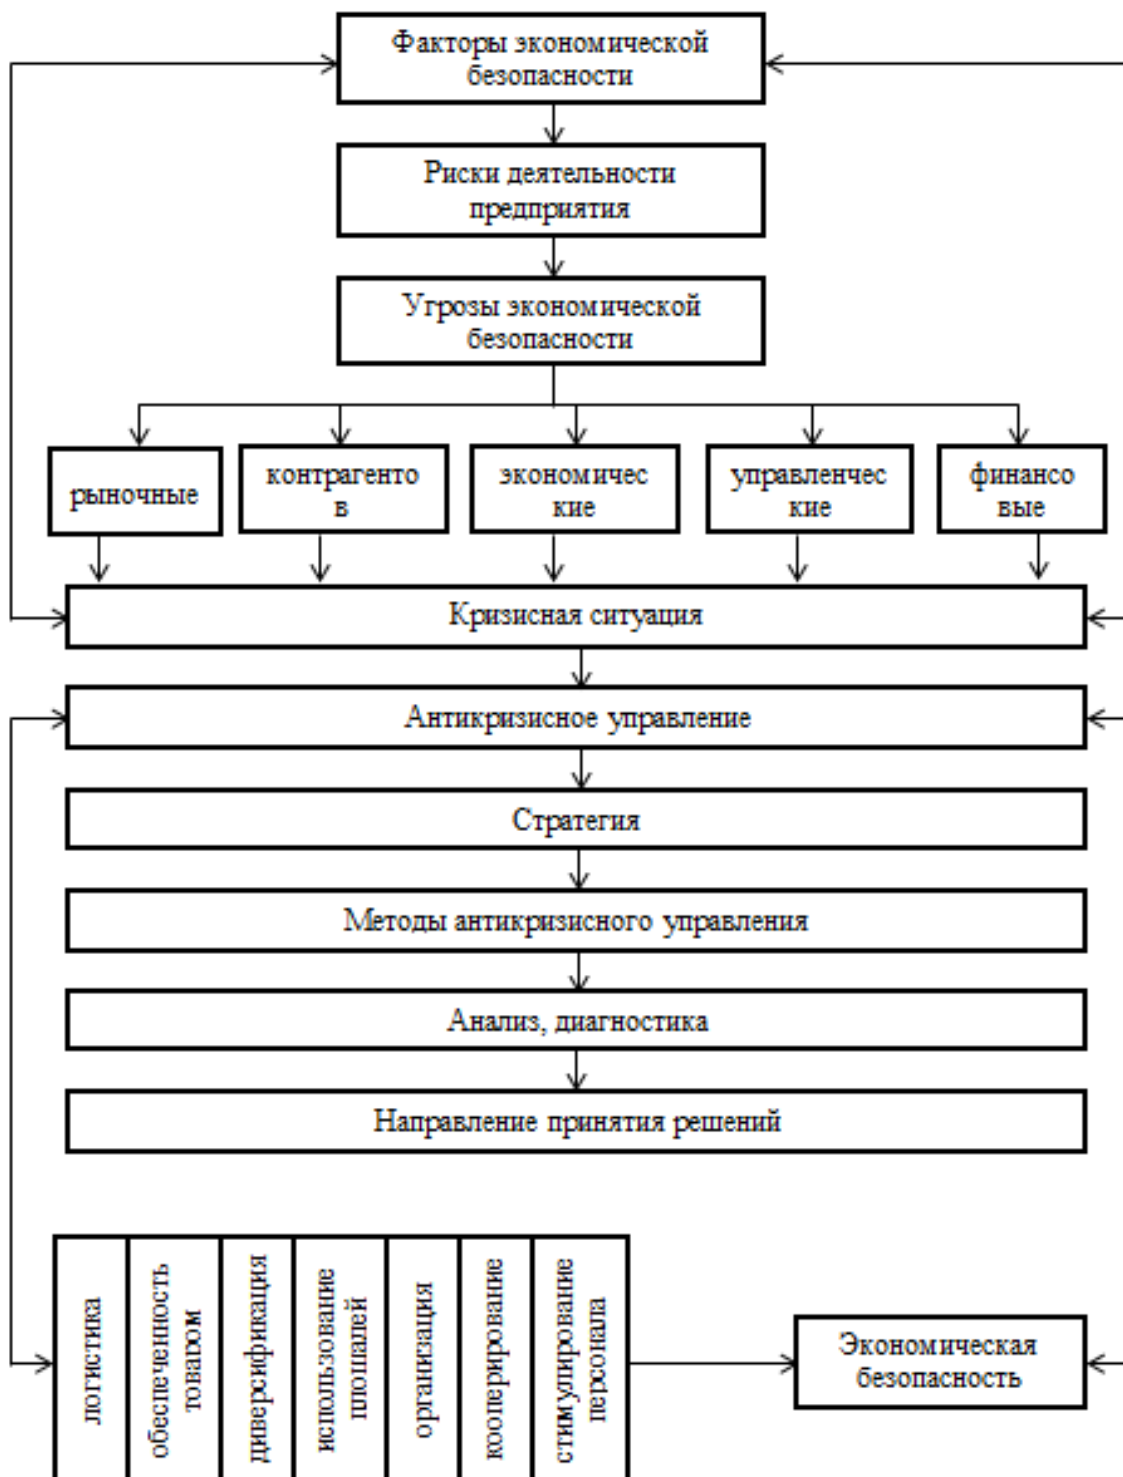 Факторы экономической
безопасности
Риски деятельности
предприятия
Угрозы экономической
безопасности
рыночные
контрагенто
в
экономичес
кие
управленчес
кие
финансо
вые
Кризисная ситуация
Антикризисное управление
Стратегия
Методы антикризисного управления
Анализ, диагностика
Направление принятия решений
логистика
обеспеченность
товаром
диверсификация
использование
плошалей
организация
кооперирование
стимулирование
персонала
Экономическая
безопасность